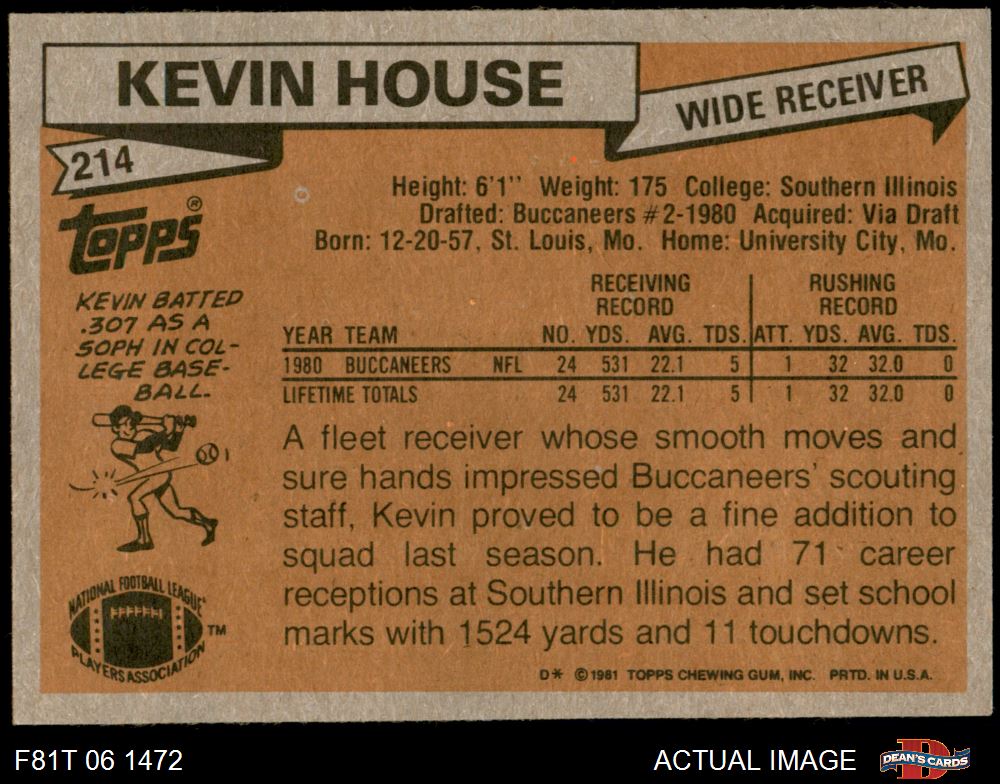 KEVIN HOUSE
WIDE RECEIVER
214
Topps®
Height: 6'1'' Weight: 175 College: Southern Illinois
Drafted: Buccaneers #2-1980 Acquired: Via Draft
Born: 12-20-57, St. Louis, Mo. Home: University City, Mo.
KEVIN BATTED
.307 AS A
SOPH IN COL-
LEGE BASE-
BALL.
RECEIVING RUSHING
RECORD RECORD
YEAR TEAM NO. YDS. AVG. TDS. ATT. YDS. AVG. TDS.
1980 BUCCANEERS NFL 24 531 22.1 5 1 32 32.0 0
LIFETIME TOTALS 24 531 22.1 5 1 32 32.0 0
A fleet receiver whose smooth moves and
sure hands impressed Buccaneers' scouting
staff, Kevin proved to be a fine addition to
squad last season. He had 71 career
receptions at Southern Illinois and set school
marks with 1524 yards and 11 touchdowns.
NATIONAL FOOTBALL LEAGUE
PLAYERS ASSOCIATION
TM
D* ©1981 TOPPS CHEWING GUM, INC. PRTD. IN U.S.A.
F81T 06 1472
ACTUAL IMAGE
DEAN'S CARDS